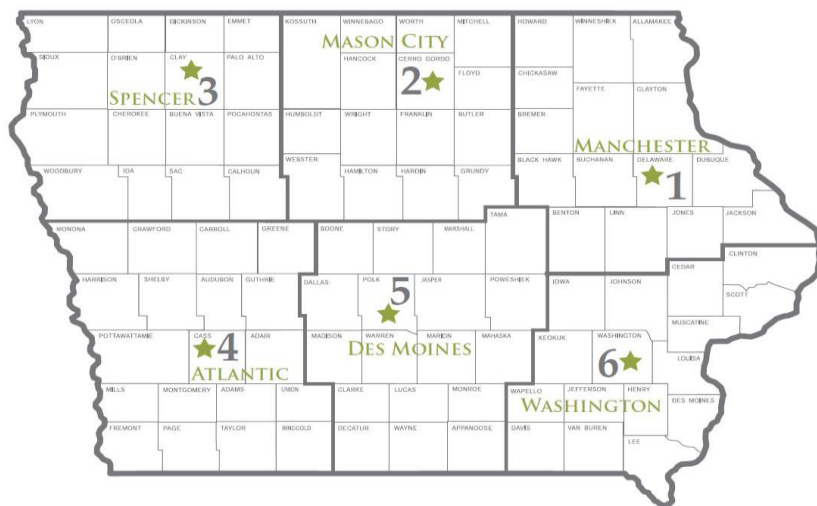 LYON OSCEOLA DICKINSON EMMET KOSSUTH WINNEBAGO WORTH MITCHELL HOWARD WINNESHIEK ALLAMAKEE
MASON CITY
SIOUX O'BRIEN CLAY PALO ALTO HANCOCK CERRO GORDO
FLOYD CHICKASAW
SPENCER 3 2
FAYETTE CLAYTON
PLYMOUTH CHEROKEE BUENA VISTA POCAHONTAS HUMBOLDT WRIGHT FRANKLIN BUTLER BREMER
MANCHESTER
WEBSTER BLACK HAWK BUCHANAN DELAWARE DUBUQUE
WOODBURY IDA SAC CALHOUN HAMILTON HARDIN GRUNDY
1
TAMA BENTON LINN JONES JACKSON
MONONA CRAWFORD CARROLL GREENE BOONE STORY MARSHALL
CLINTON
CEDAR
HARRISON SHELBY AUDUBON GUTHRIE DALLAS POLK JASPER POWESHIEK IOWA JOHNSON
5
SCOTT
MUSCATINE
POTTAWATTAMIE CASS ADAIR MADISON WARREN MARION MAHASKA KEOKUK WASHINGTON
4 DES MOINES 6
LOUISA
ATLANTIC
MILLS MONTGOMERY ADAMS UNION CLARKE LUCAS MONROE WAPELLO JEFFERSON HENRY
DES MOINES
WASHINGTON
FREMONT PAGE TAYLOR RINGGOLD DECATUR WAYNE APPANOOSE DAVIS VAN BUREN
LEE